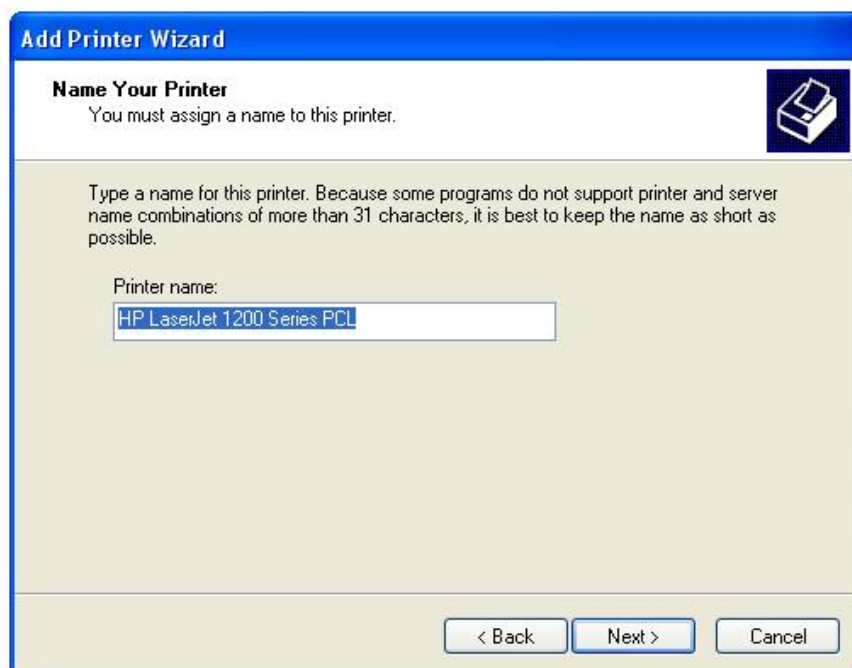 Add Printer Wizard
Name Your Printer
You must assign a name to this printer.
Type a name for this printer. Because some programs do not support printer and server
name combinations of more than 31 characters, it is best to keep the name as short as
possible.
Printer name:
HP LaserJet 1200 Series PCL
< Back
Next >
Cancel